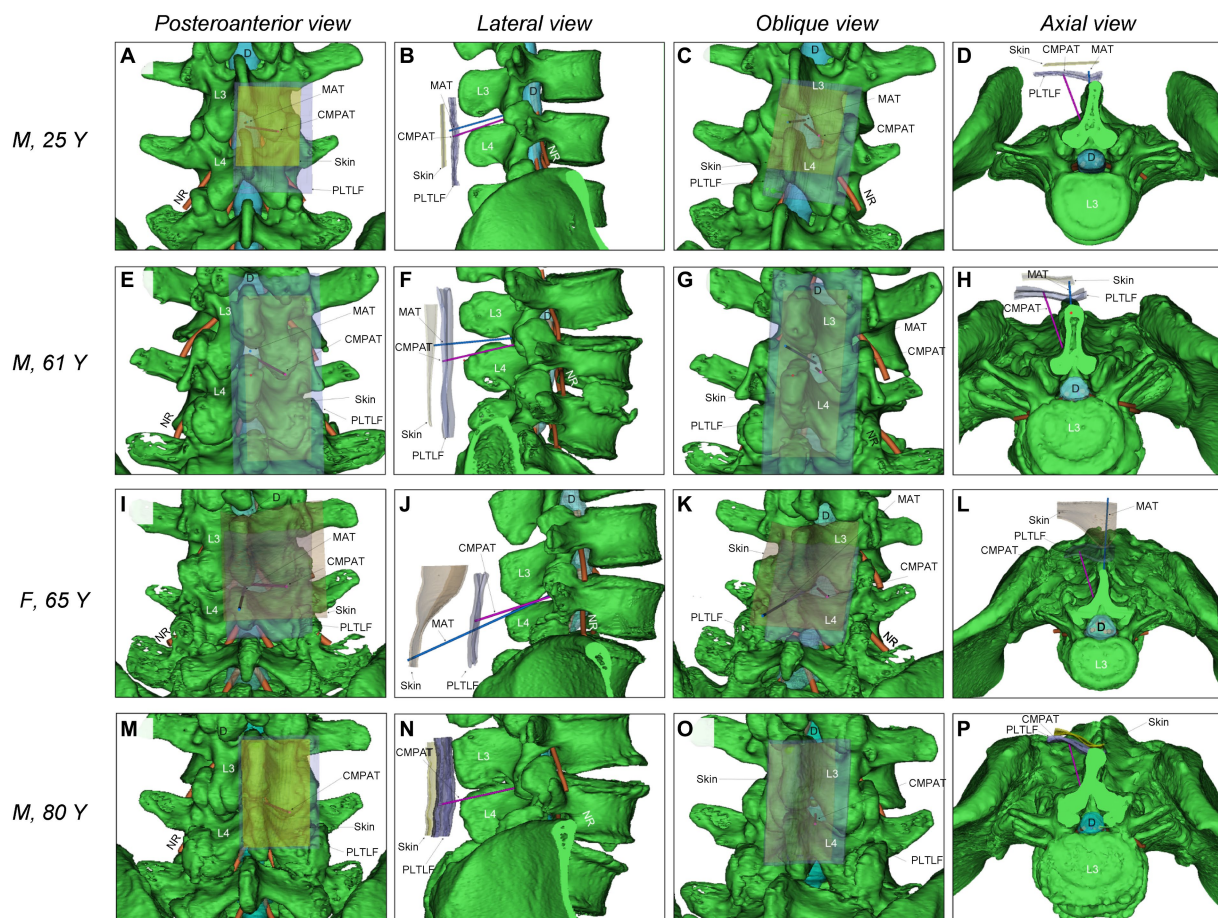 Posteroanterior view
Lateral view
Oblique view
Axial view
M, 25 Y
A
D
L3
MAT
CMPAT
L4
Skin
PLTLF
NR
B
MAT
L3
D
CMPAT
L4
Skin
NR
PLTLF
C
D
L3
MAT
CMPAT
L4
Skin
PLTLF
NR
D
Skin
CMPAT
MAT
PLTLF
D
L3
M, 61 Y
E
D
L3
MAT
CMPAT
L4
Skin
PLTLF
NR
F
L3
D
MAT
CMPAT
L4
NR
Skin
PLTLF
G
D
L3
MAT
CMPAT
Skin
L4
PLTLF
NR
H
MAT
Skin
PLTLF
CMPAT
D
L3
F, 65 Y
I
D
L3
MAT
CMPAT
L4
Skin
PLTLF
NR
J
D
CMPAT
L3
MAT
L4
NR
Skin
PLTLF
K
MAT
D
L3
Skin
CMPAT
PLTLF
L4
NR
L
Skin
MAT
PLTLF
CMPAT
D
L3
M, 80 Y
M
D
L3
CMPAT
L4
Skin
NR
PLTLF
N
CMPAT
L3
L4
NR
Skin
PLTLF
O
D
Skin
L3
CMPAT
L4
PLTLF
P
CMPAT
Skin
PLTLF
D
L3